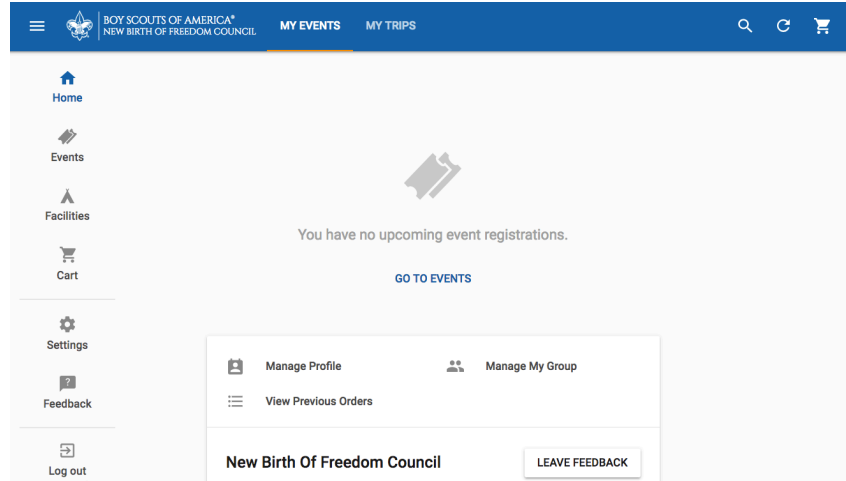 BOY SCOUTS OF AMERICA®
NEW BIRTH OF FREEDOM COUNCIL
MY EVENTS
MY TRIPS
Home
Events
Facilities
Cart
Settings
?
Feedback
Log out
You have no upcoming event registrations.
GO TO EVENTS
Manage Profile
Manage My Group
View Previous Orders
New Birth Of Freedom Council
LEAVE FEEDBACK